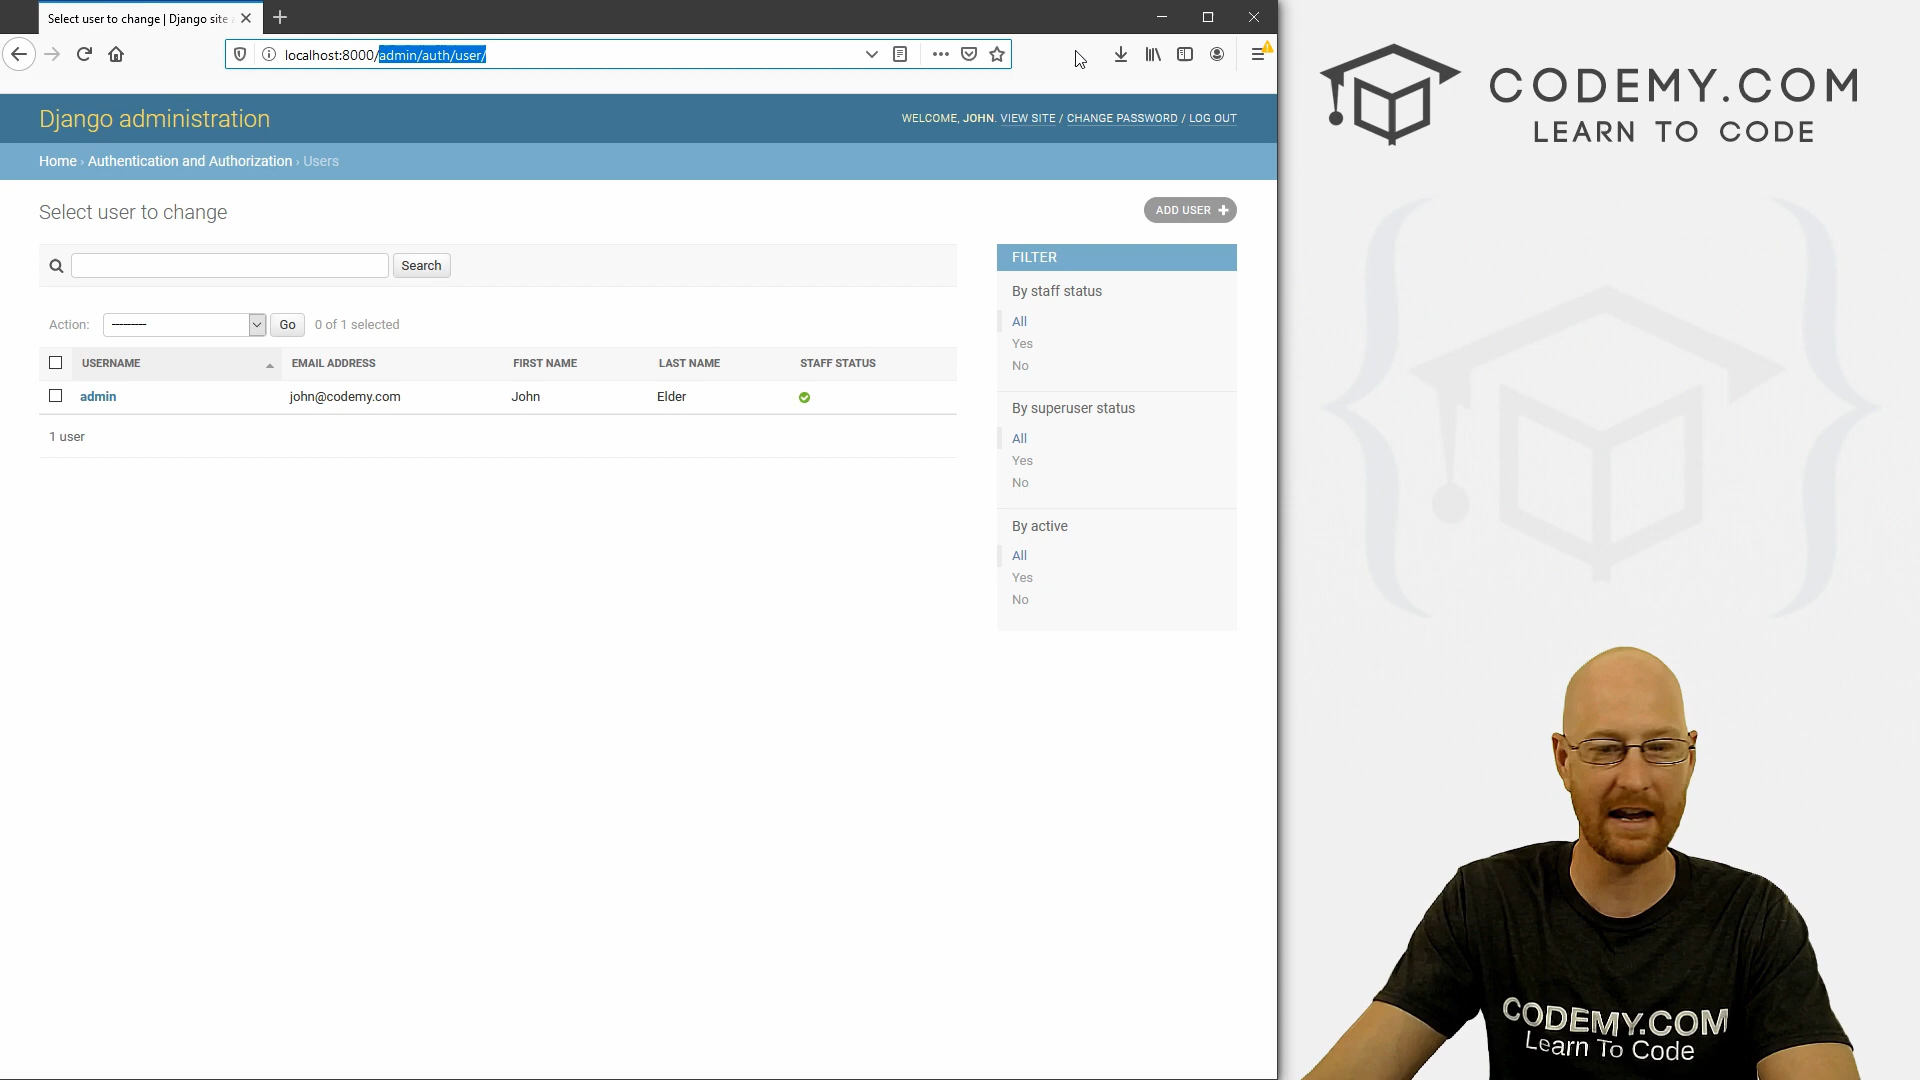 Select user to change | Django site
localhost:8000/admin/auth/user/
Django administration
WELCOME, JOHN. VIEW SITE / CHANGE PASSWORD / LOG OUT
Home › Authentication and Authorization › Users
Select user to change
ADD USER
Search
Action: --------- Go 0 of 1 selected
USERNAME EMAIL ADDRESS FIRST NAME LAST NAME STAFF STATUS
admin john@codemy.com John Elder
1 user
FILTER
By staff status
All
Yes
No
By superuser status
All
Yes
No
By active
All
Yes
No
CODEMY.COM
LEARN TO CODE
CODEMY.COM
Learn To Code